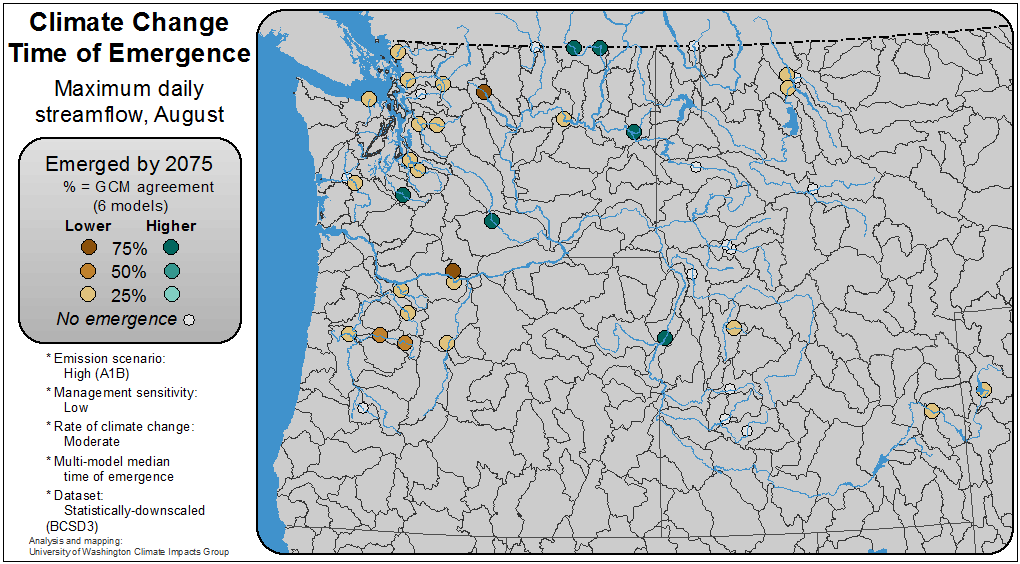 Climate Change
Time of Emergence
Maximum daily
streamflow, August
Emerged by 2075
% = GCM agreement
(6 models)
Lower Higher
75%
50%
25%
No emergence
* Emission scenario:
High (A1B)
* Management sensitivity:
Low
* Rate of climate change:
Moderate
* Multi-model median
time of emergence
* Dataset:
Statistically-downscaled
(BCSD3)
Analysis and mapping:
University of Washington Climate Impacts Group